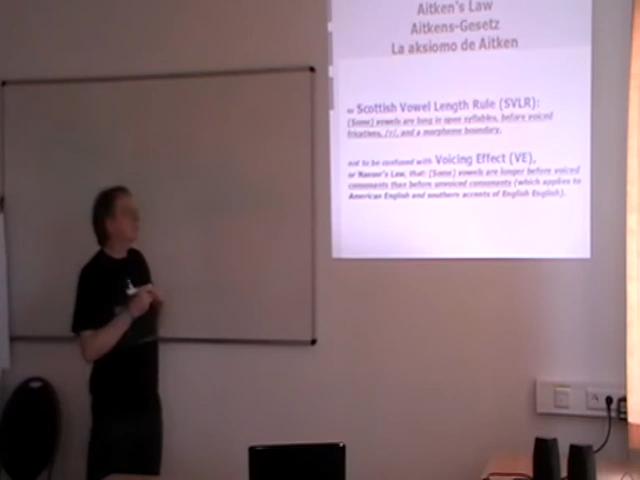 Aitken's Law
Aitkens-Gesetz
La aksiomo de Aitken
or Scottish Vowel Length Rule (SVLR):
(Some) vowels are long in open syllables, before voiced
fricatives, /r/, and a morpheme boundary.
not to be confused with Voicing Effect (VE),
or Law, that: (Some) vowels are longer before voiced
consonants than before unvoiced consonants (which applies to
American English and southern accents of English English).